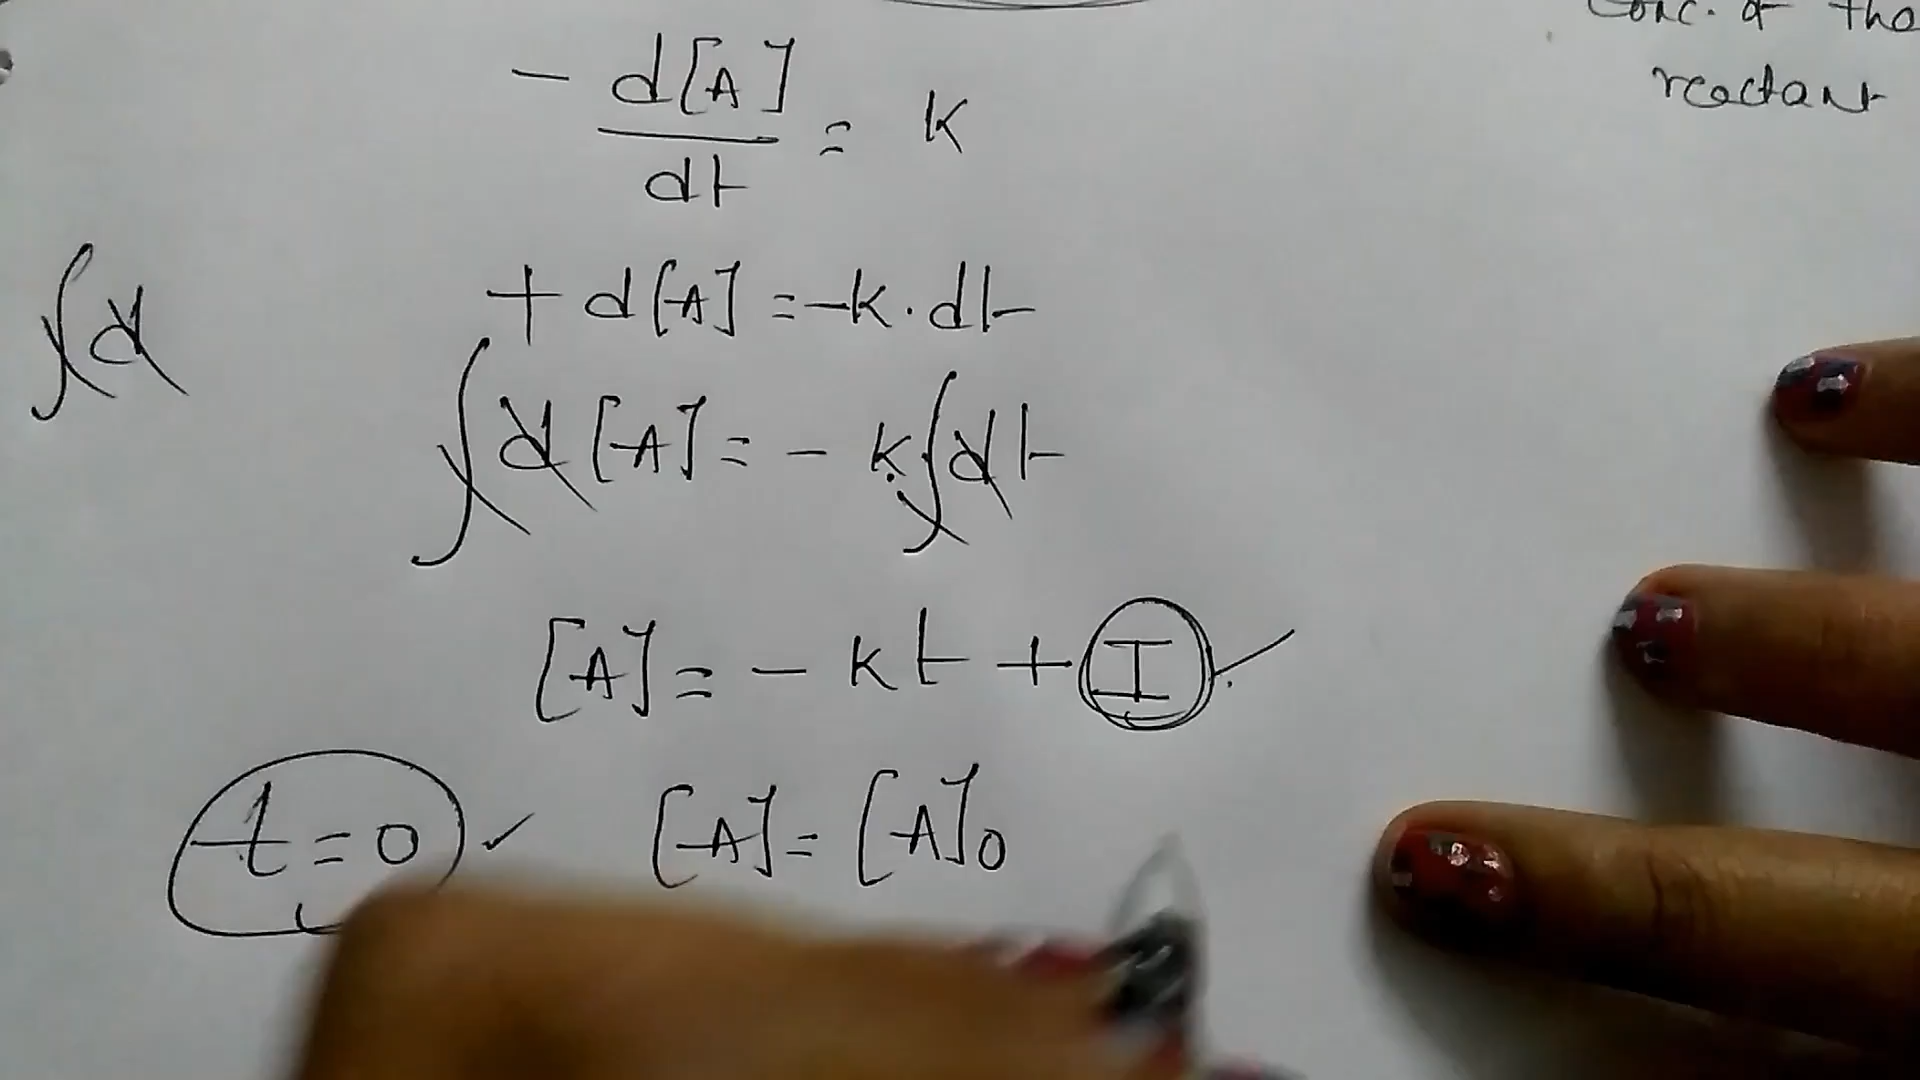 conc. of the
reactant
- d[A]/dt = K
+ d[A] = -K.dt
∫d
∫d[A] = - K.∫dt
[A] = - Kt + I
t = 0 [A] = [A]0